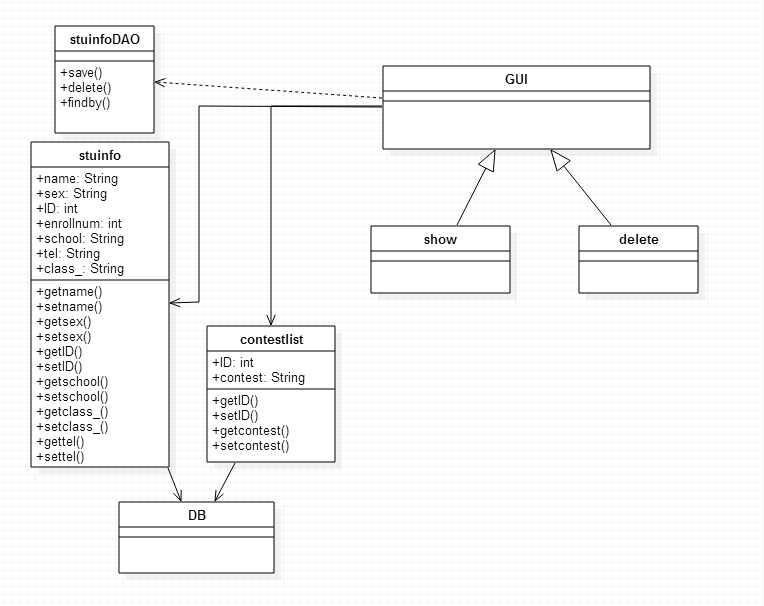 stuinfoDAO
+save()
+delete()
+findby()
GUI
stuinfo
+name: String
+sex: String
+ID: int
+enrollnum: int
+school: String
+tel: String
+class_: String
+getname()
+setname()
+getsex()
+setsex()
+getID()
+setID()
+getschool()
+setschool()
+getclass_()
+setclass_()
+gettel()
+settel()
show
delete
contestlist
+ID: int
+contest: String
+getID()
+setID()
+getcontest()
+setcontest()
DB